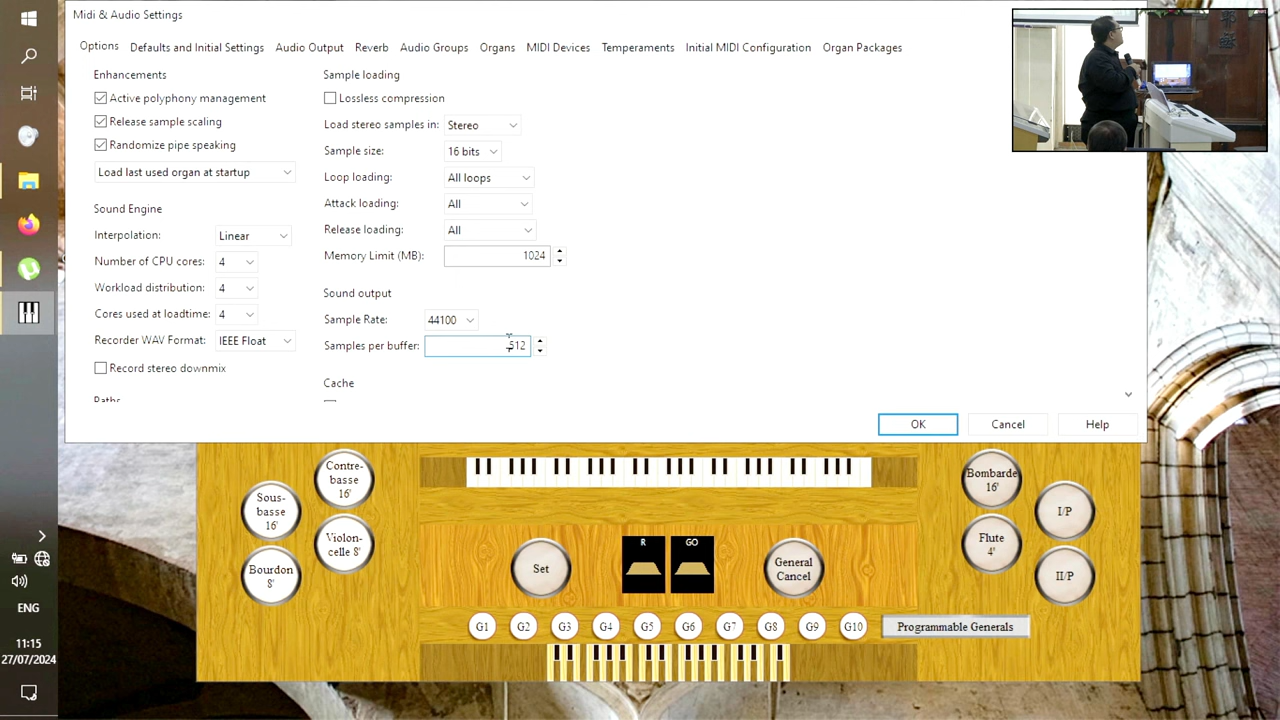 Midi & Audio Settings
Options Defaults and Initial Settings Audio Output Reverb Audio Groups Organs MIDI Devices Temperaments Initial MIDI Configuration Organ Packages
Enhancements
Active polyphony management
Release sample scaling
Randomize pipe speaking
Load last used organ at startup
Sound Engine
Interpolation: Linear
Number of CPU cores: 4
Workload distribution: 4
Cores used at loadtime: 4
Recorder WAV Format: IEEE Float
Record stereo downmix
Paths
Sample loading
Lossless compression
Load stereo samples in: Stereo
Sample size: 16 bits
Loop loading: All loops
Attack loading: All
Release loading: All
Memory Limit (MB): 1024
Sound output
Sample Rate: 44100
Samples per buffer: 512
Cache
OK Cancel Help
Contre-
basse
16'
Sous-
basse
16'
Violon-
celle 8'
Bourdon
8'
Set
R
GO
General
Cancel
Bombarde
16'
I/P
Flute
4'
II/P
G1 G2 G3 G4 G5 G6 G7 G8 G9 G10 Programmable Generals
ENG
11:15
27/07/2024